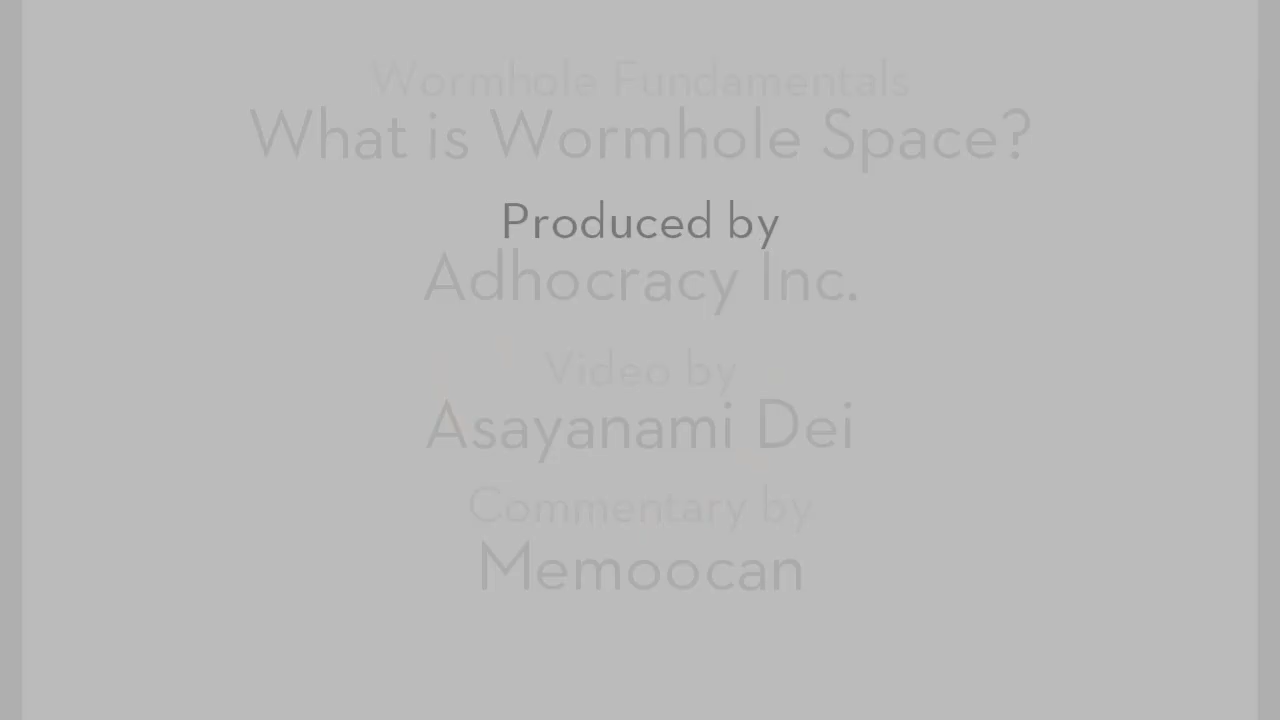 Wormhole Fundamentals
What is Wormhole Space?
Produced by
Adhocracy Inc.
Video by
Asayanami Dei
Commentary by
Memoocan